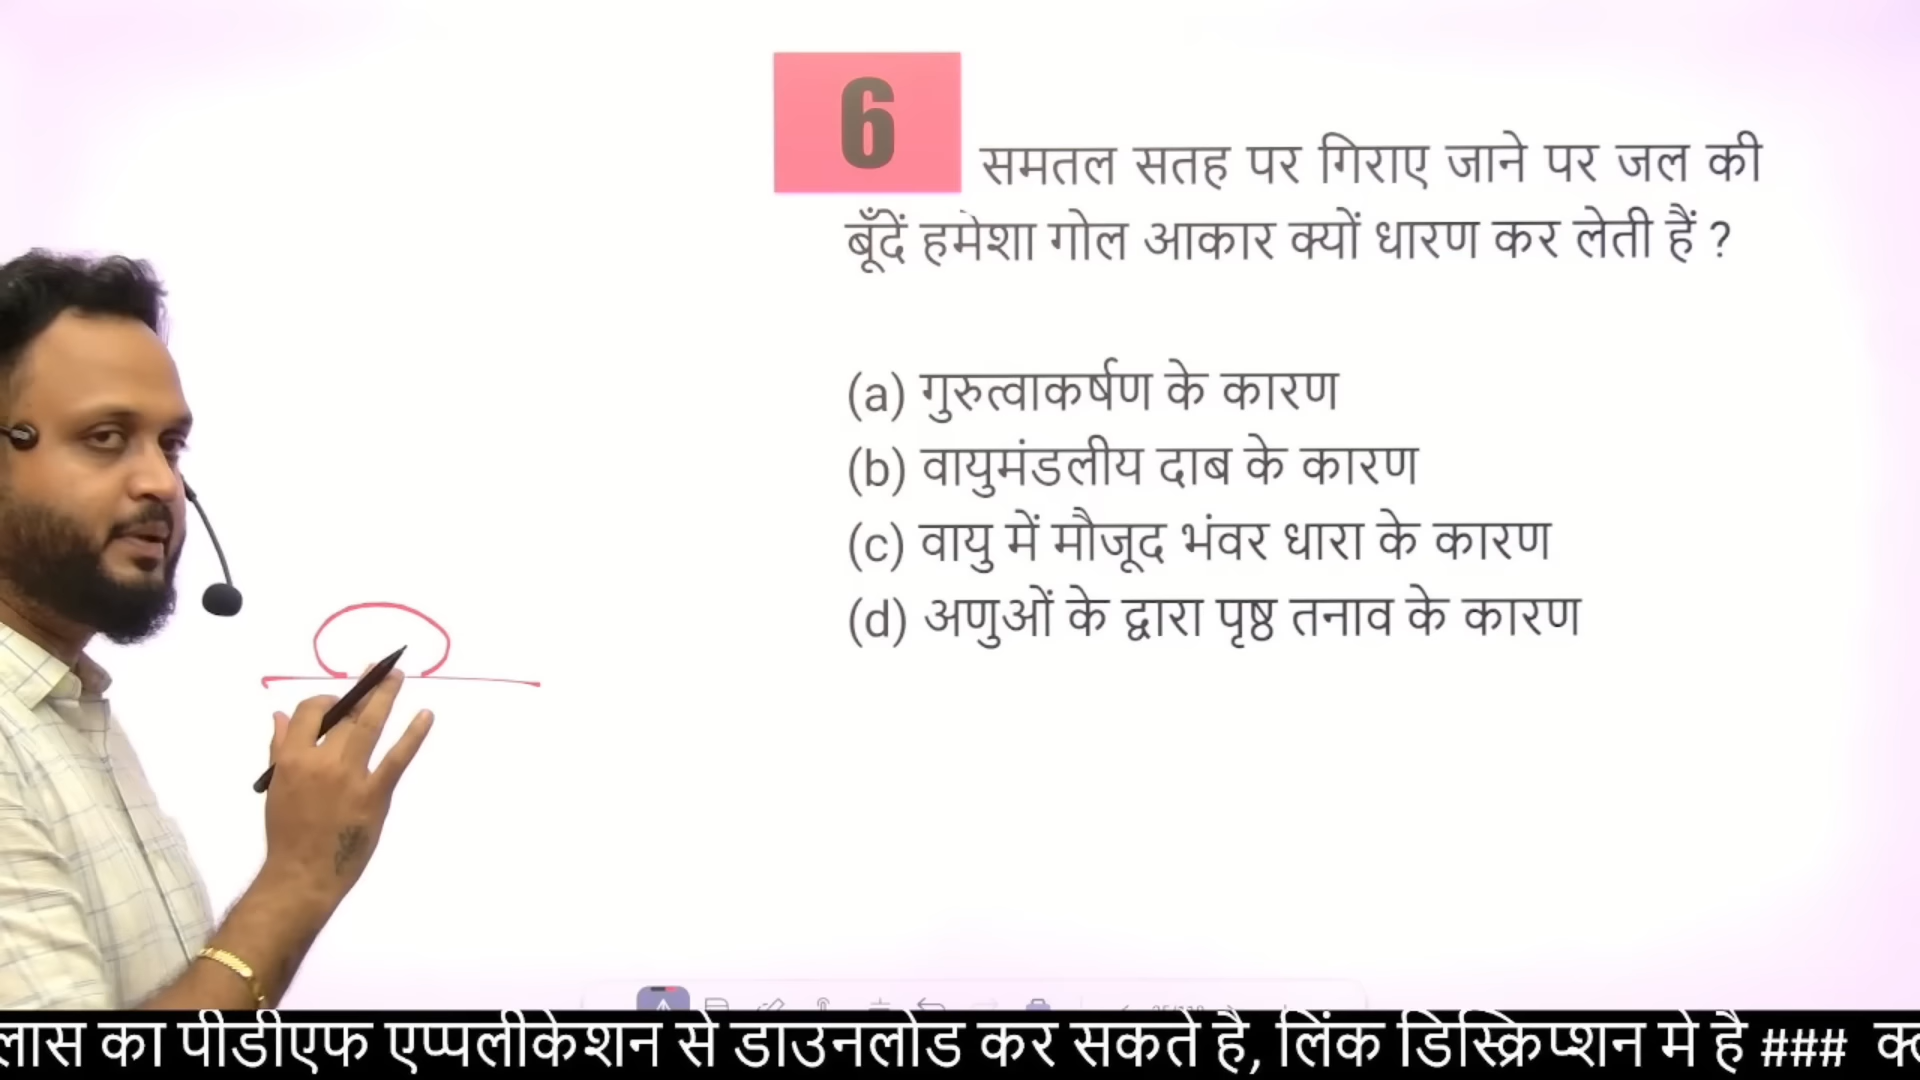 6
समतल सतह पर गिराए जाने पर जल की
बूँदें हमेशा गोल आकार क्यों धारण कर लेती हैं ?
(a) गुरुत्वाकर्षण के कारण
(b) वायुमंडलीय दाब के कारण
(c) वायु में मौजूद भंवर धारा के कारण
(d) अणुओं के द्वारा पृष्ठ तनाव के कारण
लास का पीडीएफ एप्पलीकेशन से डाउनलोड कर सकते है, लिंक डिस्क्रिप्शन मे है ###